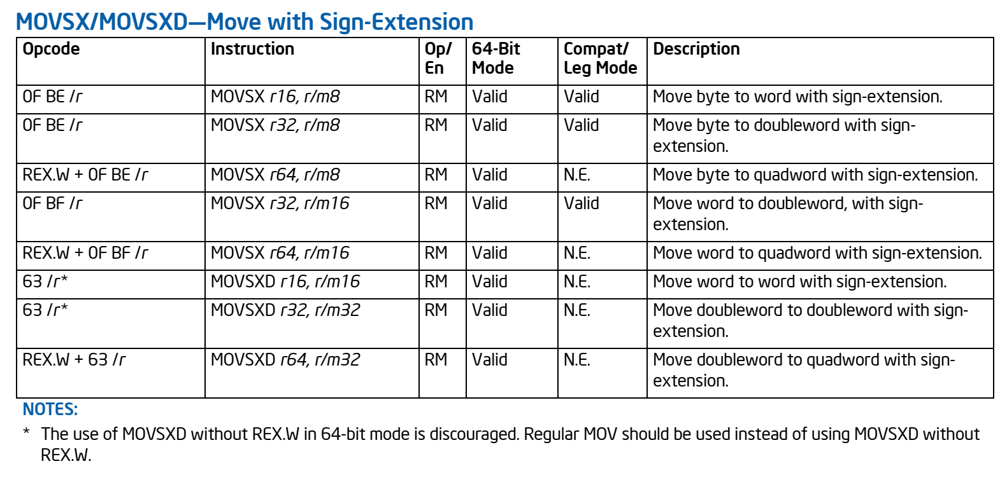 MOVSX/MOVSXD—Move with Sign-Extension
Opcode Instruction Op/ 64-Bit Compat/ Description
En Mode Leg Mode
0F BE /r MOVSX r16, r/m8 RM Valid Valid Move byte to word with sign-extension.
0F BE /r MOVSX r32, r/m8 RM Valid Valid Move byte to doubleword with sign-
extension.
REX.W + 0F BE /r MOVSX r64, r/m8 RM Valid N.E. Move byte to quadword with sign-extension.
0F BF /r MOVSX r32, r/m16 RM Valid Valid Move word to doubleword, with sign-
extension.
REX.W + 0F BF /r MOVSX r64, r/m16 RM Valid N.E. Move word to quadword with sign-extension.
63 /r* MOVSXD r16, r/m16 RM Valid N.E. Move word to word with sign-extension.
63 /r* MOVSXD r32, r/m32 RM Valid N.E. Move doubleword to doubleword with sign-
extension.
REX.W + 63 /r MOVSXD r64, r/m32 RM Valid N.E. Move doubleword to quadword with sign-
extension.
NOTES:
* The use of MOVSXD without REX.W in 64-bit mode is discouraged. Regular MOV should be used instead of using MOVSXD without
REX.W.